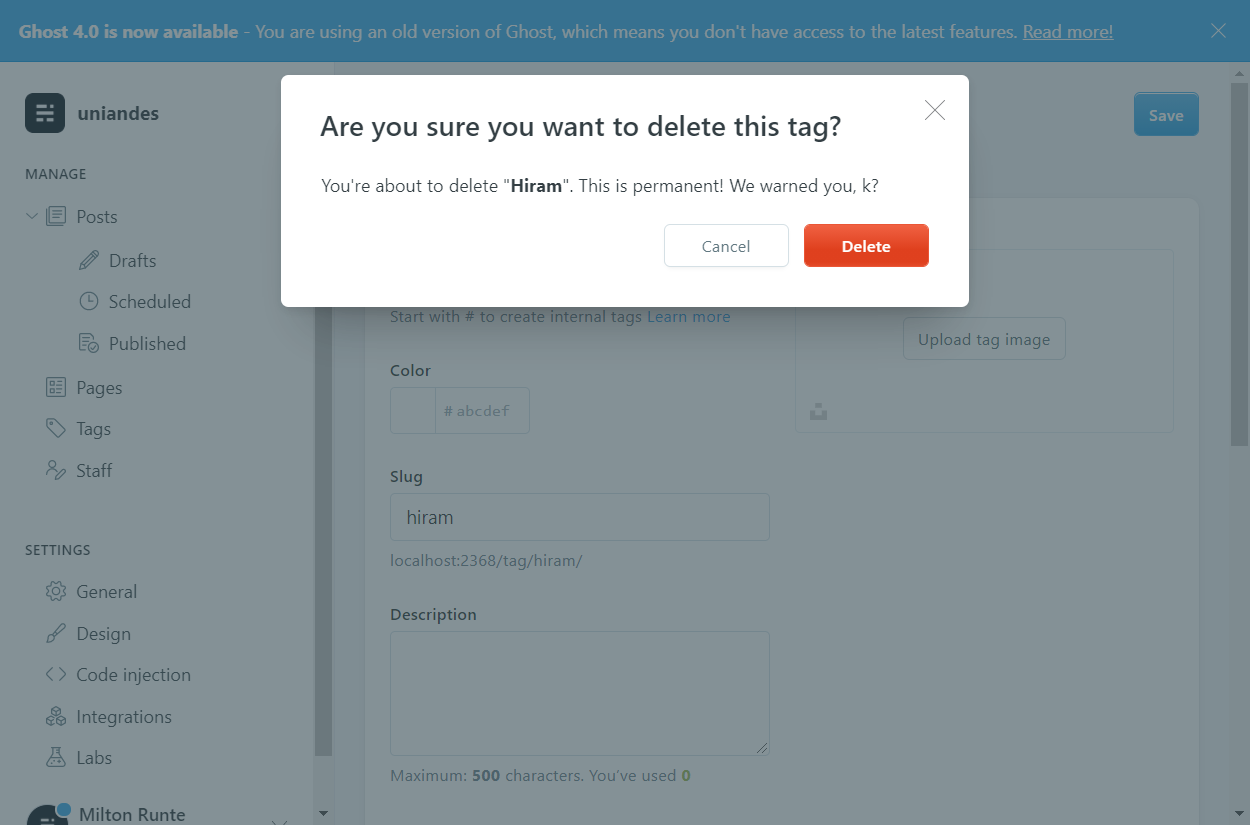 Ghost 4.0 is now available - You are using an old version of Ghost, which means you don't have access to the latest features. Read more!
uniandes
MANAGE
Posts
Drafts
Scheduled
Published
Pages
Tags
Staff
SETTINGS
General
Design
Code injection
Integrations
Labs
Milton Runte
Are you sure you want to delete this tag?
You're about to delete "Hiram". This is permanent! We warned you, k?
Cancel
Delete
Save
Start with # to create internal tags Learn more
Upload tag image
Color
# abcdef
Slug
hiram
localhost:2368/tag/hiram/
Description
Maximum: 500 characters. You’ve used 0